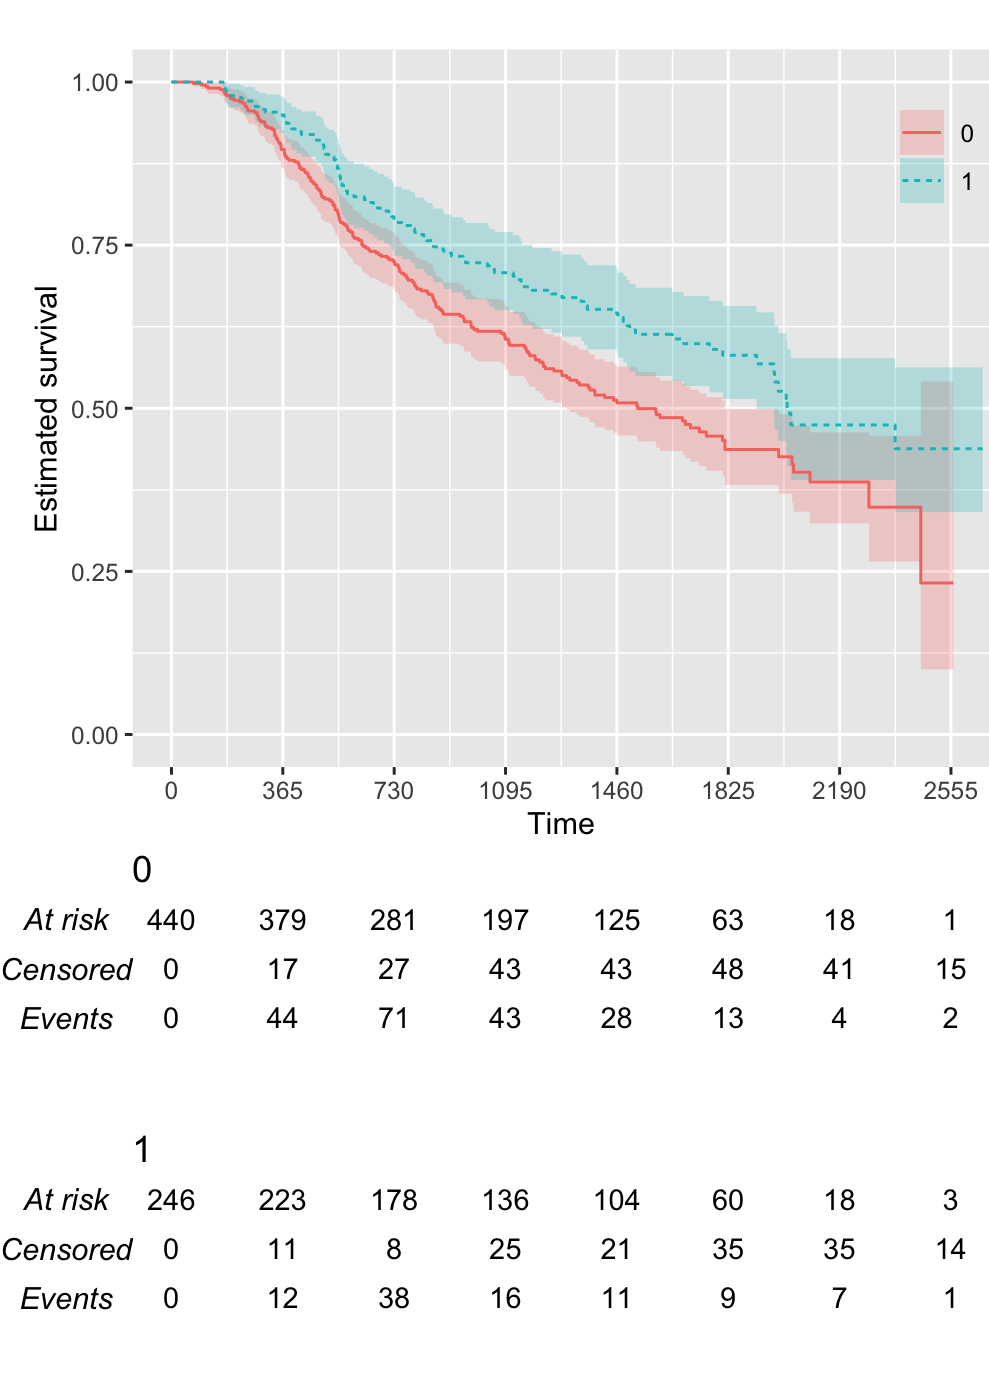 1.00
0.75
0.50
0.25
0.00
Estimated survival
0
1
0 365 730 1095 1460 1825 2190 2555
Time
0
At risk 440 379 281 197 125 63 18 1
Censored 0 17 27 43 43 48 41 15
Events 0 44 71 43 28 13 4 2
1
At risk 246 223 178 136 104 60 18 3
Censored 0 11 8 25 21 35 35 14
Events 0 12 38 16 11 9 7 1